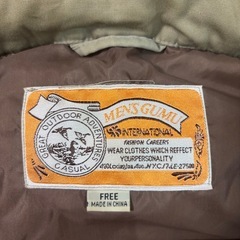 MEN'S GUMU
INTERNATIONAL
FASHION CAREERS
WEAR CLOTHES WHICH REFFECT
YOURPERSONALITY
GREAT OUTDOOR ADVENTURES
CASUAL
FREE
MADE IN CHINA